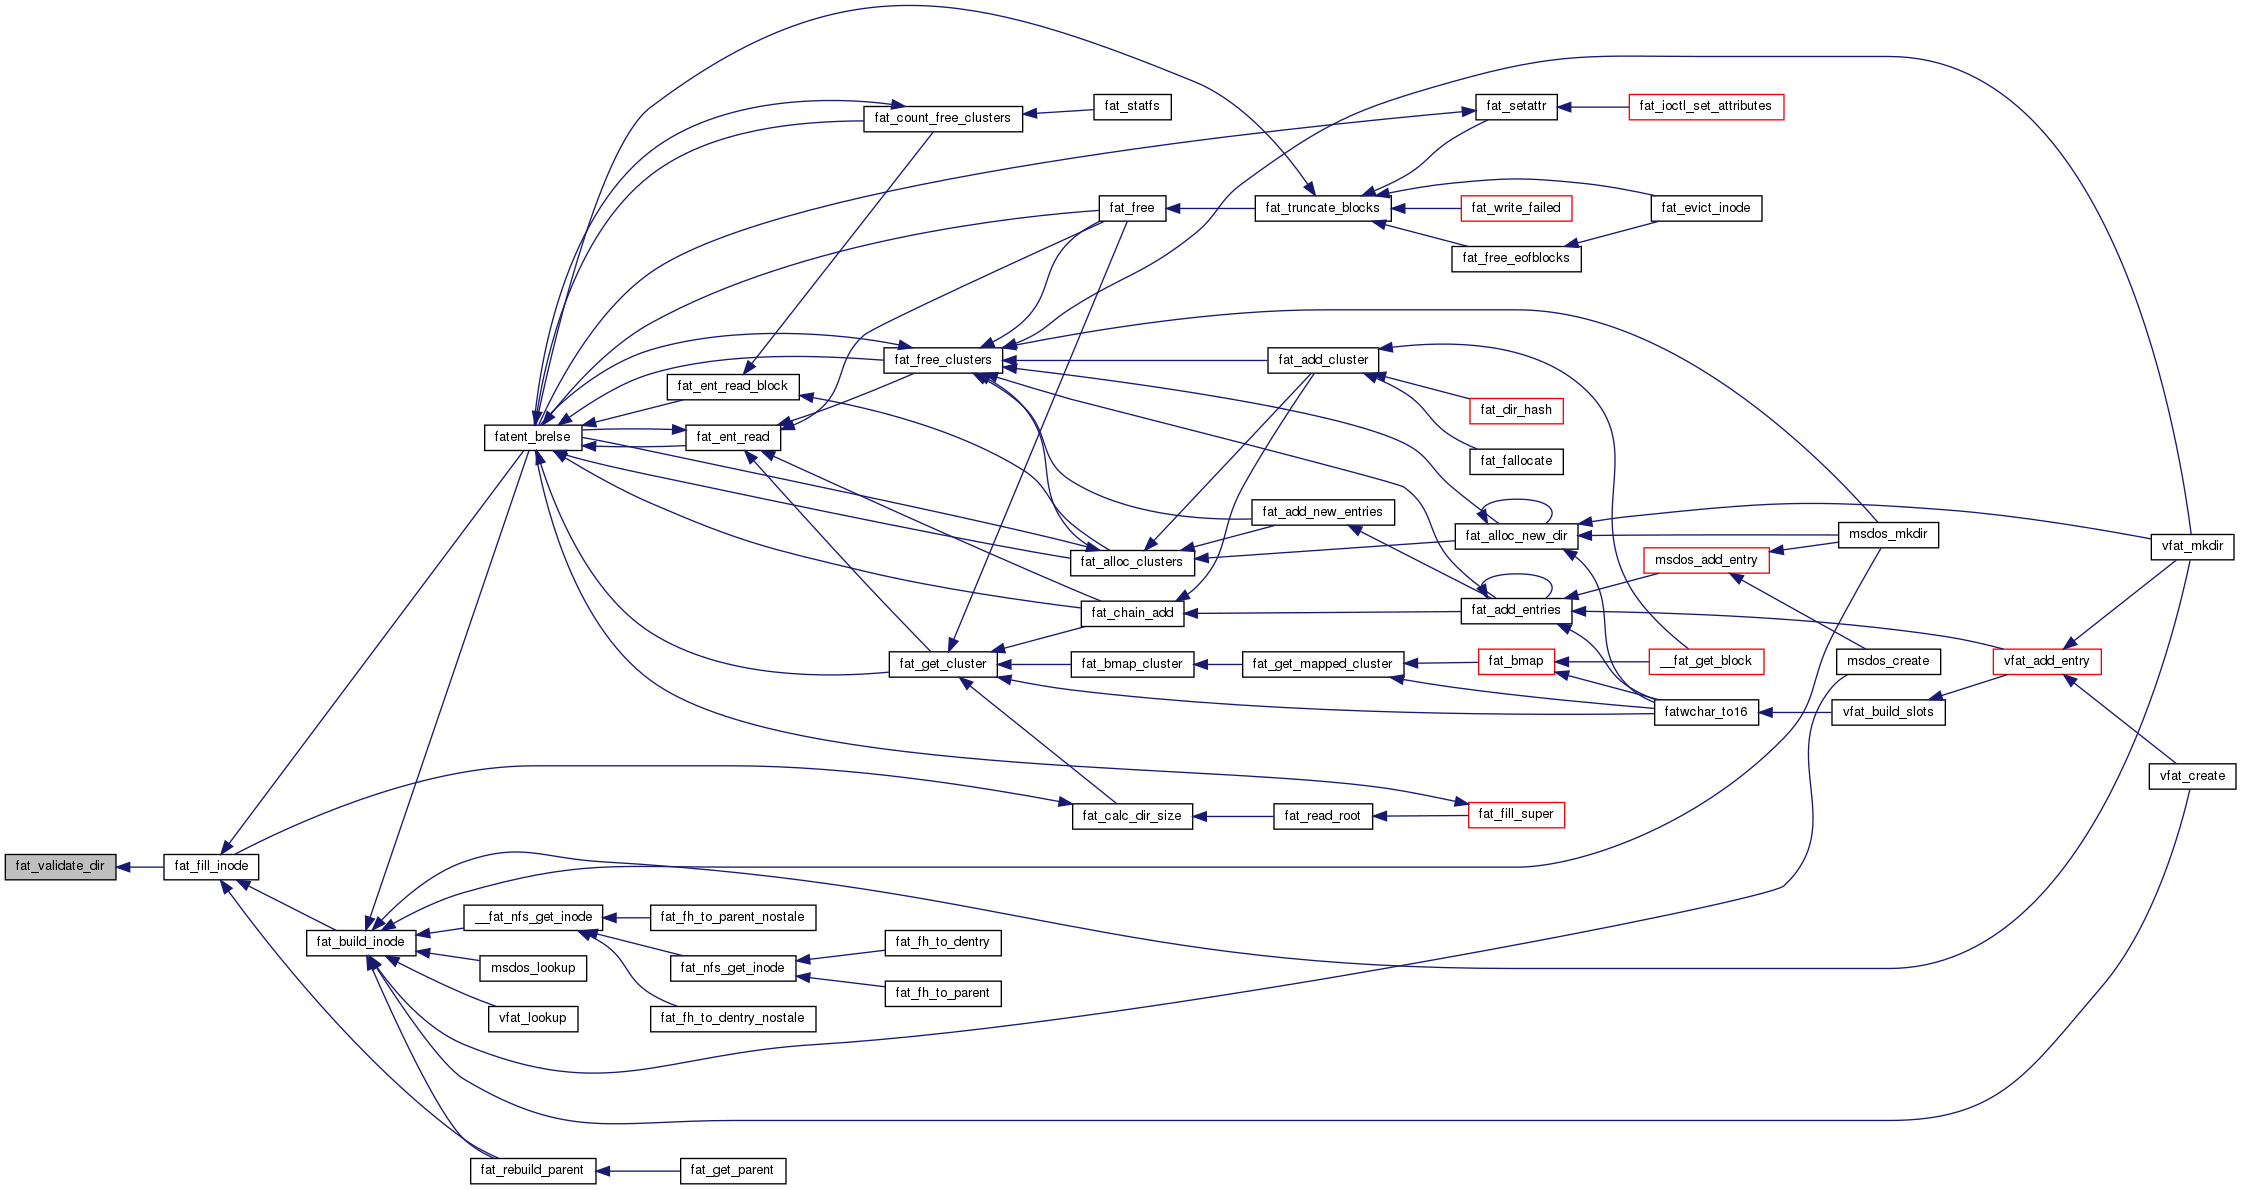 fat_statfs
fat_setattr
fat_ioctl_set_attributes
fat_count_free_clusters
fat_free
fat_truncate_blocks
fat_write_failed
fat_evict_inode
fat_free_eofblocks
fat_free_clusters
fat_add_cluster
fat_ent_read_block
fat_dir_hash
fatent_brelse
fat_ent_read
fat_fallocate
fat_add_new_entries
fat_alloc_new_dir
msdos_mkdir
vfat_mkdir
fat_alloc_clusters
msdos_add_entry
fat_chain_add
fat_add_entries
fat_get_cluster
fat_bmap_cluster
fat_get_mapped_cluster
fat_bmap
__fat_get_block
msdos_create
vfat_add_entry
fatwchar_to16
vfat_build_slots
vfat_create
fat_calc_dir_size
fat_read_root
fat_fill_super
fat_validate_dir
fat_fill_inode
__fat_nfs_get_inode
fat_fh_to_parent_nostale
fat_build_inode
fat_fh_to_dentry
msdos_lookup
fat_nfs_get_inode
fat_fh_to_parent
vfat_lookup
fat_fh_to_dentry_nostale
fat_rebuild_parent
fat_get_parent